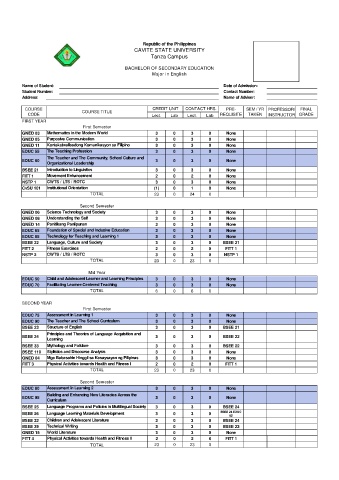 Republic of the Philippines
CAVITE STATE UNIVERSITY
Tanza Campus
BACHELOR OF SECONDARY EDUCATION
Major in English
Name of Student: Date of Admission:
Student Number: Contact Number:
Address: Name of Adviser:
COURSE CODE COURSE TITLE CREDIT UNIT CONTACT HRS. PRE-REQUISITE SEM / YR TAKEN PROFESSOR/ INSTRUCTOR FINAL GRADE
Lect. Lab Lect. Lab
FIRST YEAR
First Semester
GNED 03 Mathematics in the Modern World 3 0 3 0 None
GNED 05 Purposive Communication 3 0 3 0 None
GNED 11 Kontekstwalisadong Komunikasyon sa Filipino 3 0 3 0 None
EDUC 55 The Teaching Profession 3 0 3 0 None
EDUC 60 The Teacher and The Community, School Culture and Organizational Leadership 3 0 3 0 None
BSEE 21 Introduction to Linguistics 3 0 3 0 None
FITT 1 Movement Enhancement 2 0 2 0 None
NSTP 1 CWTS / LTS / ROTC 3 0 3 0 None
CvSU 101 Institutional Orientation (1) 0 1 0 None
TOTAL 23 0 24 0
Second Semester
GNED 06 Science Technology and Society 3 0 3 0 None
GNED 08 Understanding the Self 3 0 3 0 None
GNED 14 Panitikang Panlipunan 3 0 3 0 None
EDUC 65 Foundation of Special and Inclusive Education 3 0 3 0 None
EDUC 85 Technology for Teaching and Learning 1 3 0 3 0 None
BSEE 22 Language, Culture and Society 3 0 3 0 BSEE 21
FITT 2 Fitness Exercises 2 0 2 0 FITT 1
NSTP 2 CWTS / LTS / ROTC 3 0 3 0 NSTP 1
TOTAL 23 0 23 0
Mid Year
EDUC 50 Child and Adolescent Learner and Learning Principles 3 0 3 0 None
EDUC 70 Facilitating Learner-Centered Teaching 3 0 3 0 None
TOTAL 6 0 6 0
SECOND YEAR
First Semester
EDUC 75 Assessment in Learning 1 3 0 3 0 None
EDUC 90 The Teacher and The School Curriculum 3 0 3 0 None
BSEE 23 Structure of English 3 0 3 0 BSEE 21
BSEE 24 Principles and Theories of Language Acquisition and Learning 3 0 3 0 BSEE 22
BSEE 33 Mythology and Folklore 3 0 3 0 BSEE 22
BSEE 110 Stylistics and Discourse Analysis 3 0 3 0 None
GNED 04 Mga Babasahin Hinggil sa Kasaysayan ng Pilipinas 3 0 3 0 None
FITT 3 Physical Activities towards Health and Fitness I 2 0 2 0 FITT 1
TOTAL 23 0 23 0
Second Semester
EDUC 80 Assessment in Learning 2 3 0 3 0 None
EDUC 95 Building and Enhancing New Literacies Across the Curriculum 3 0 3 0 None
BSEE 25 Language Programs and Policies in Multilingual Society 3 0 3 0 BSEE 24
BSEE 26 Language Learning Materials Development 3 0 3 0
BSEE 32 Children and Adolescent Literature 3 0 3 0 BSEE 24
BSEE 39 Technical Writing 3 0 3 0 BSEE 23
GNED 15 World Literature 3 0 3 0 None
FITT 4 Physical Activities towards Health and Fitness II 2 0 2 0 FITT 1
TOTAL 23 0 23 0